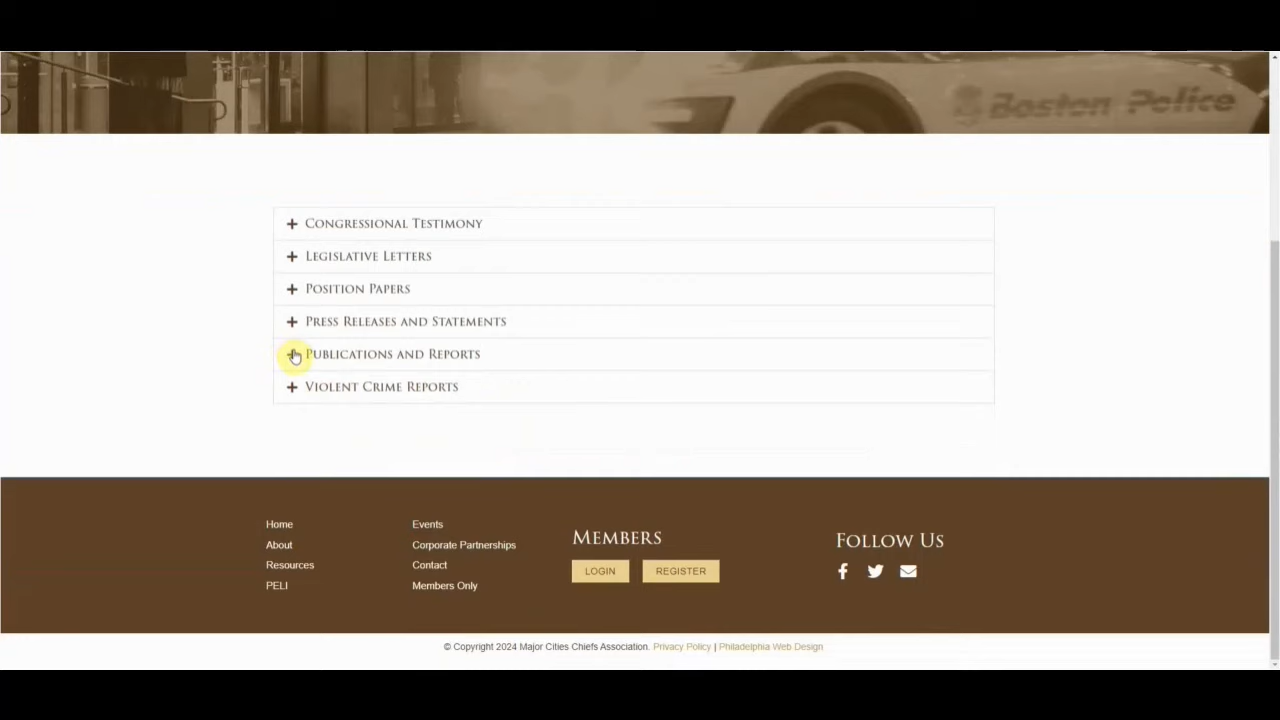 Boston Police
+ Congressional Testimony
+ Legislative Letters
+ Position Papers
+ Press Releases and Statements
+ Publications and Reports
+ Violent Crime Reports
Home
About
Resources
PELI
Events
Corporate Partnerships
Contact
Members Only
Members
LOGIN REGISTER
Follow Us
© Copyright 2024 Major Cities Chiefs Association. Privacy Policy | Philadelphia Web Design